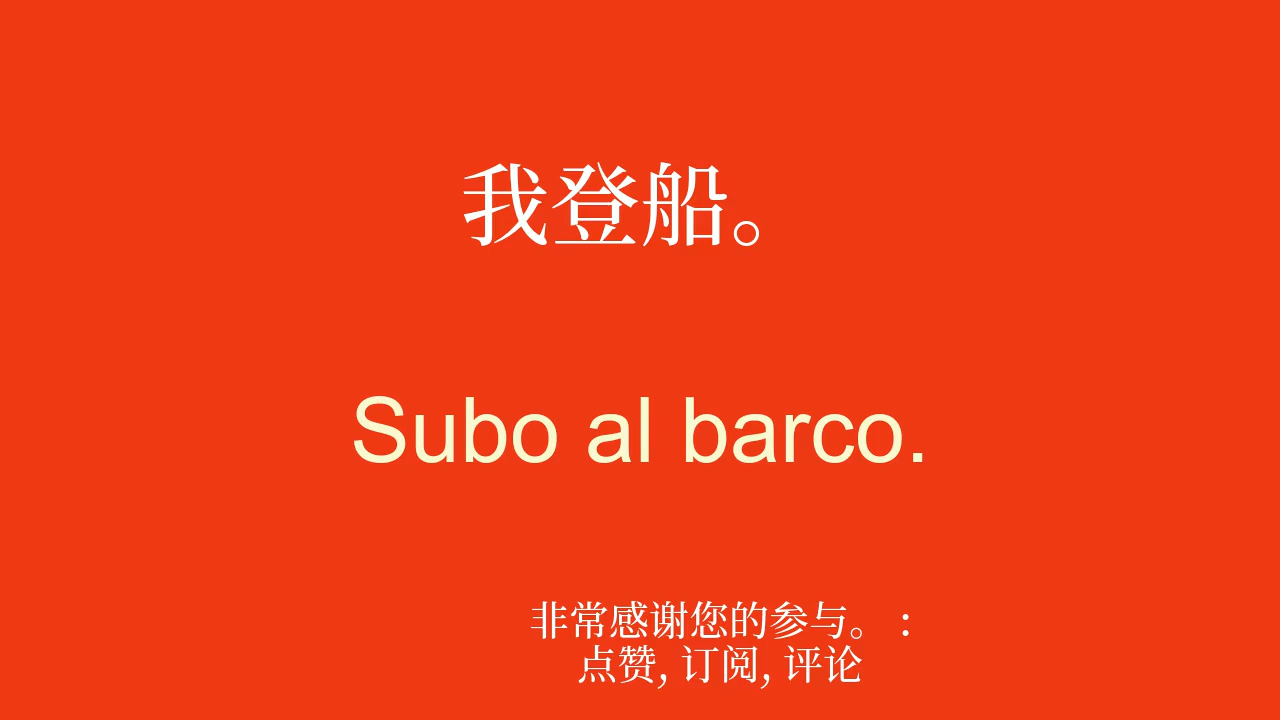 我登船。
Subo al barco.
非常感谢您的参与。 :
点赞, 订阅, 评论